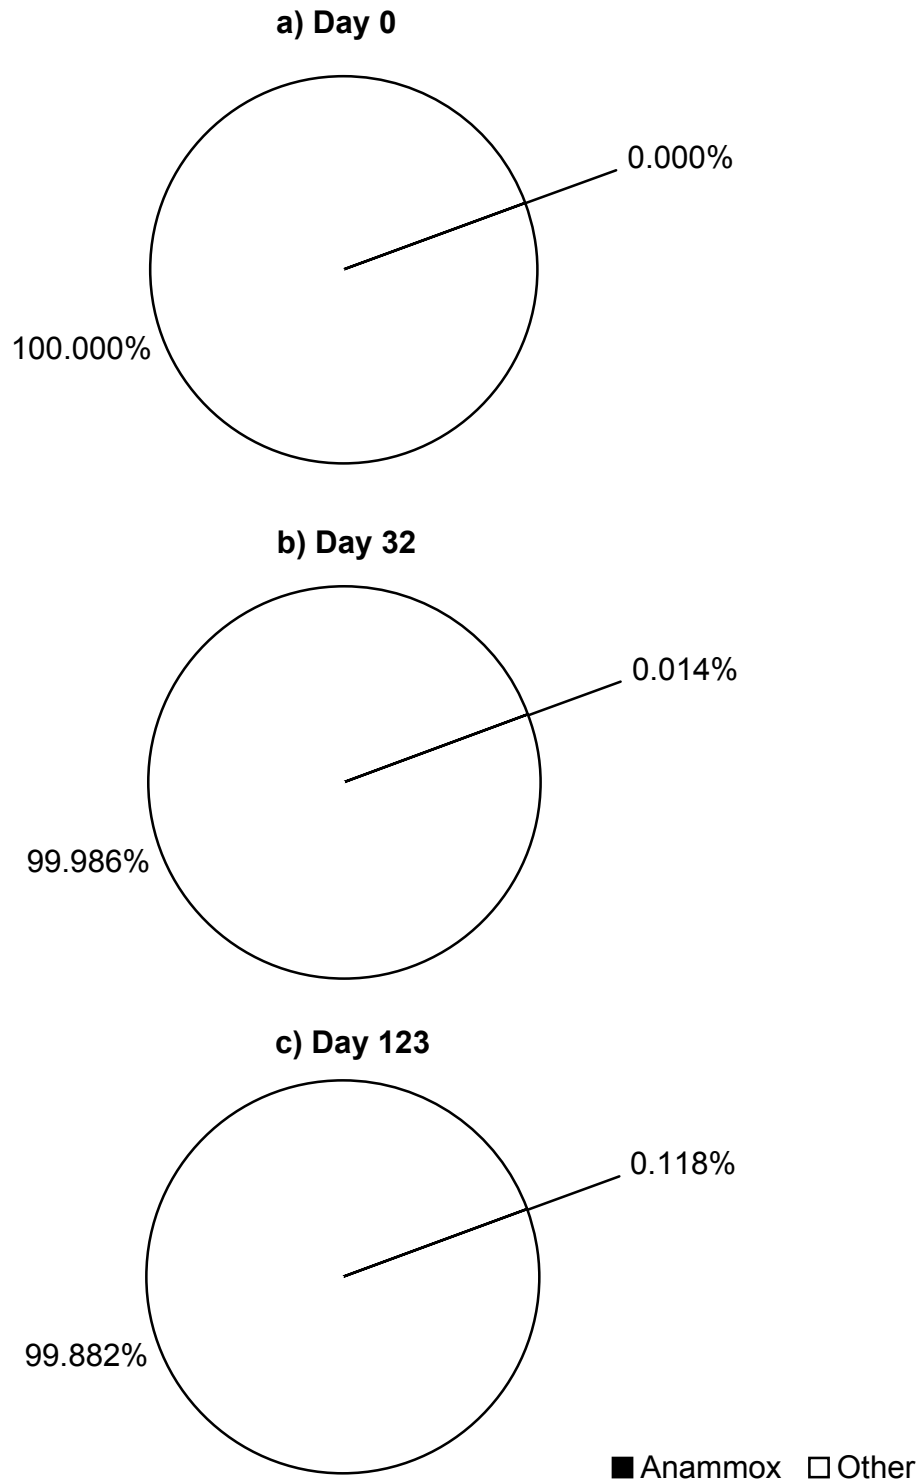 a) Day 0
0.000%
100.000%
b) Day 32
0.014%
99.986%
c) Day 123
0.118%
99.882%
Anammox Other